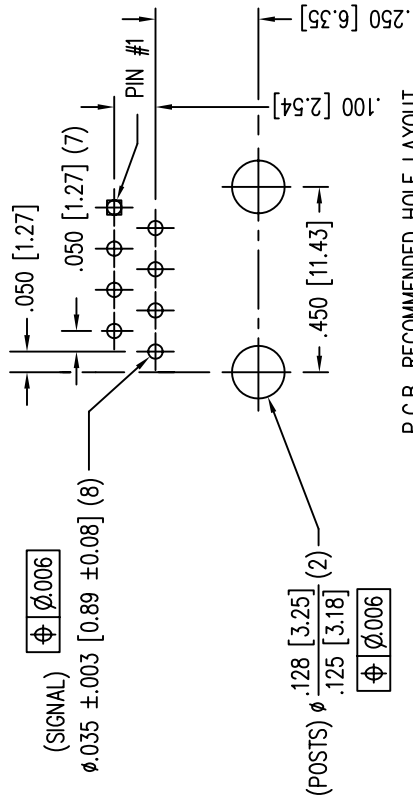 .050 [1.27]
.050 [1.27] (7)
PIN #1
.100 [2.54]
.250 [6.35]
(SIGNAL)
⌖ Ø.006
Ø.035 ±.003 [0.89 ±0.08] (8)
.450 [11.43]
(POSTS) Ø .128 [3.25] (2)
.125 [3.18]
⌖ Ø.006
P.C.B. RECOMMENDED HOLE LAYOUT